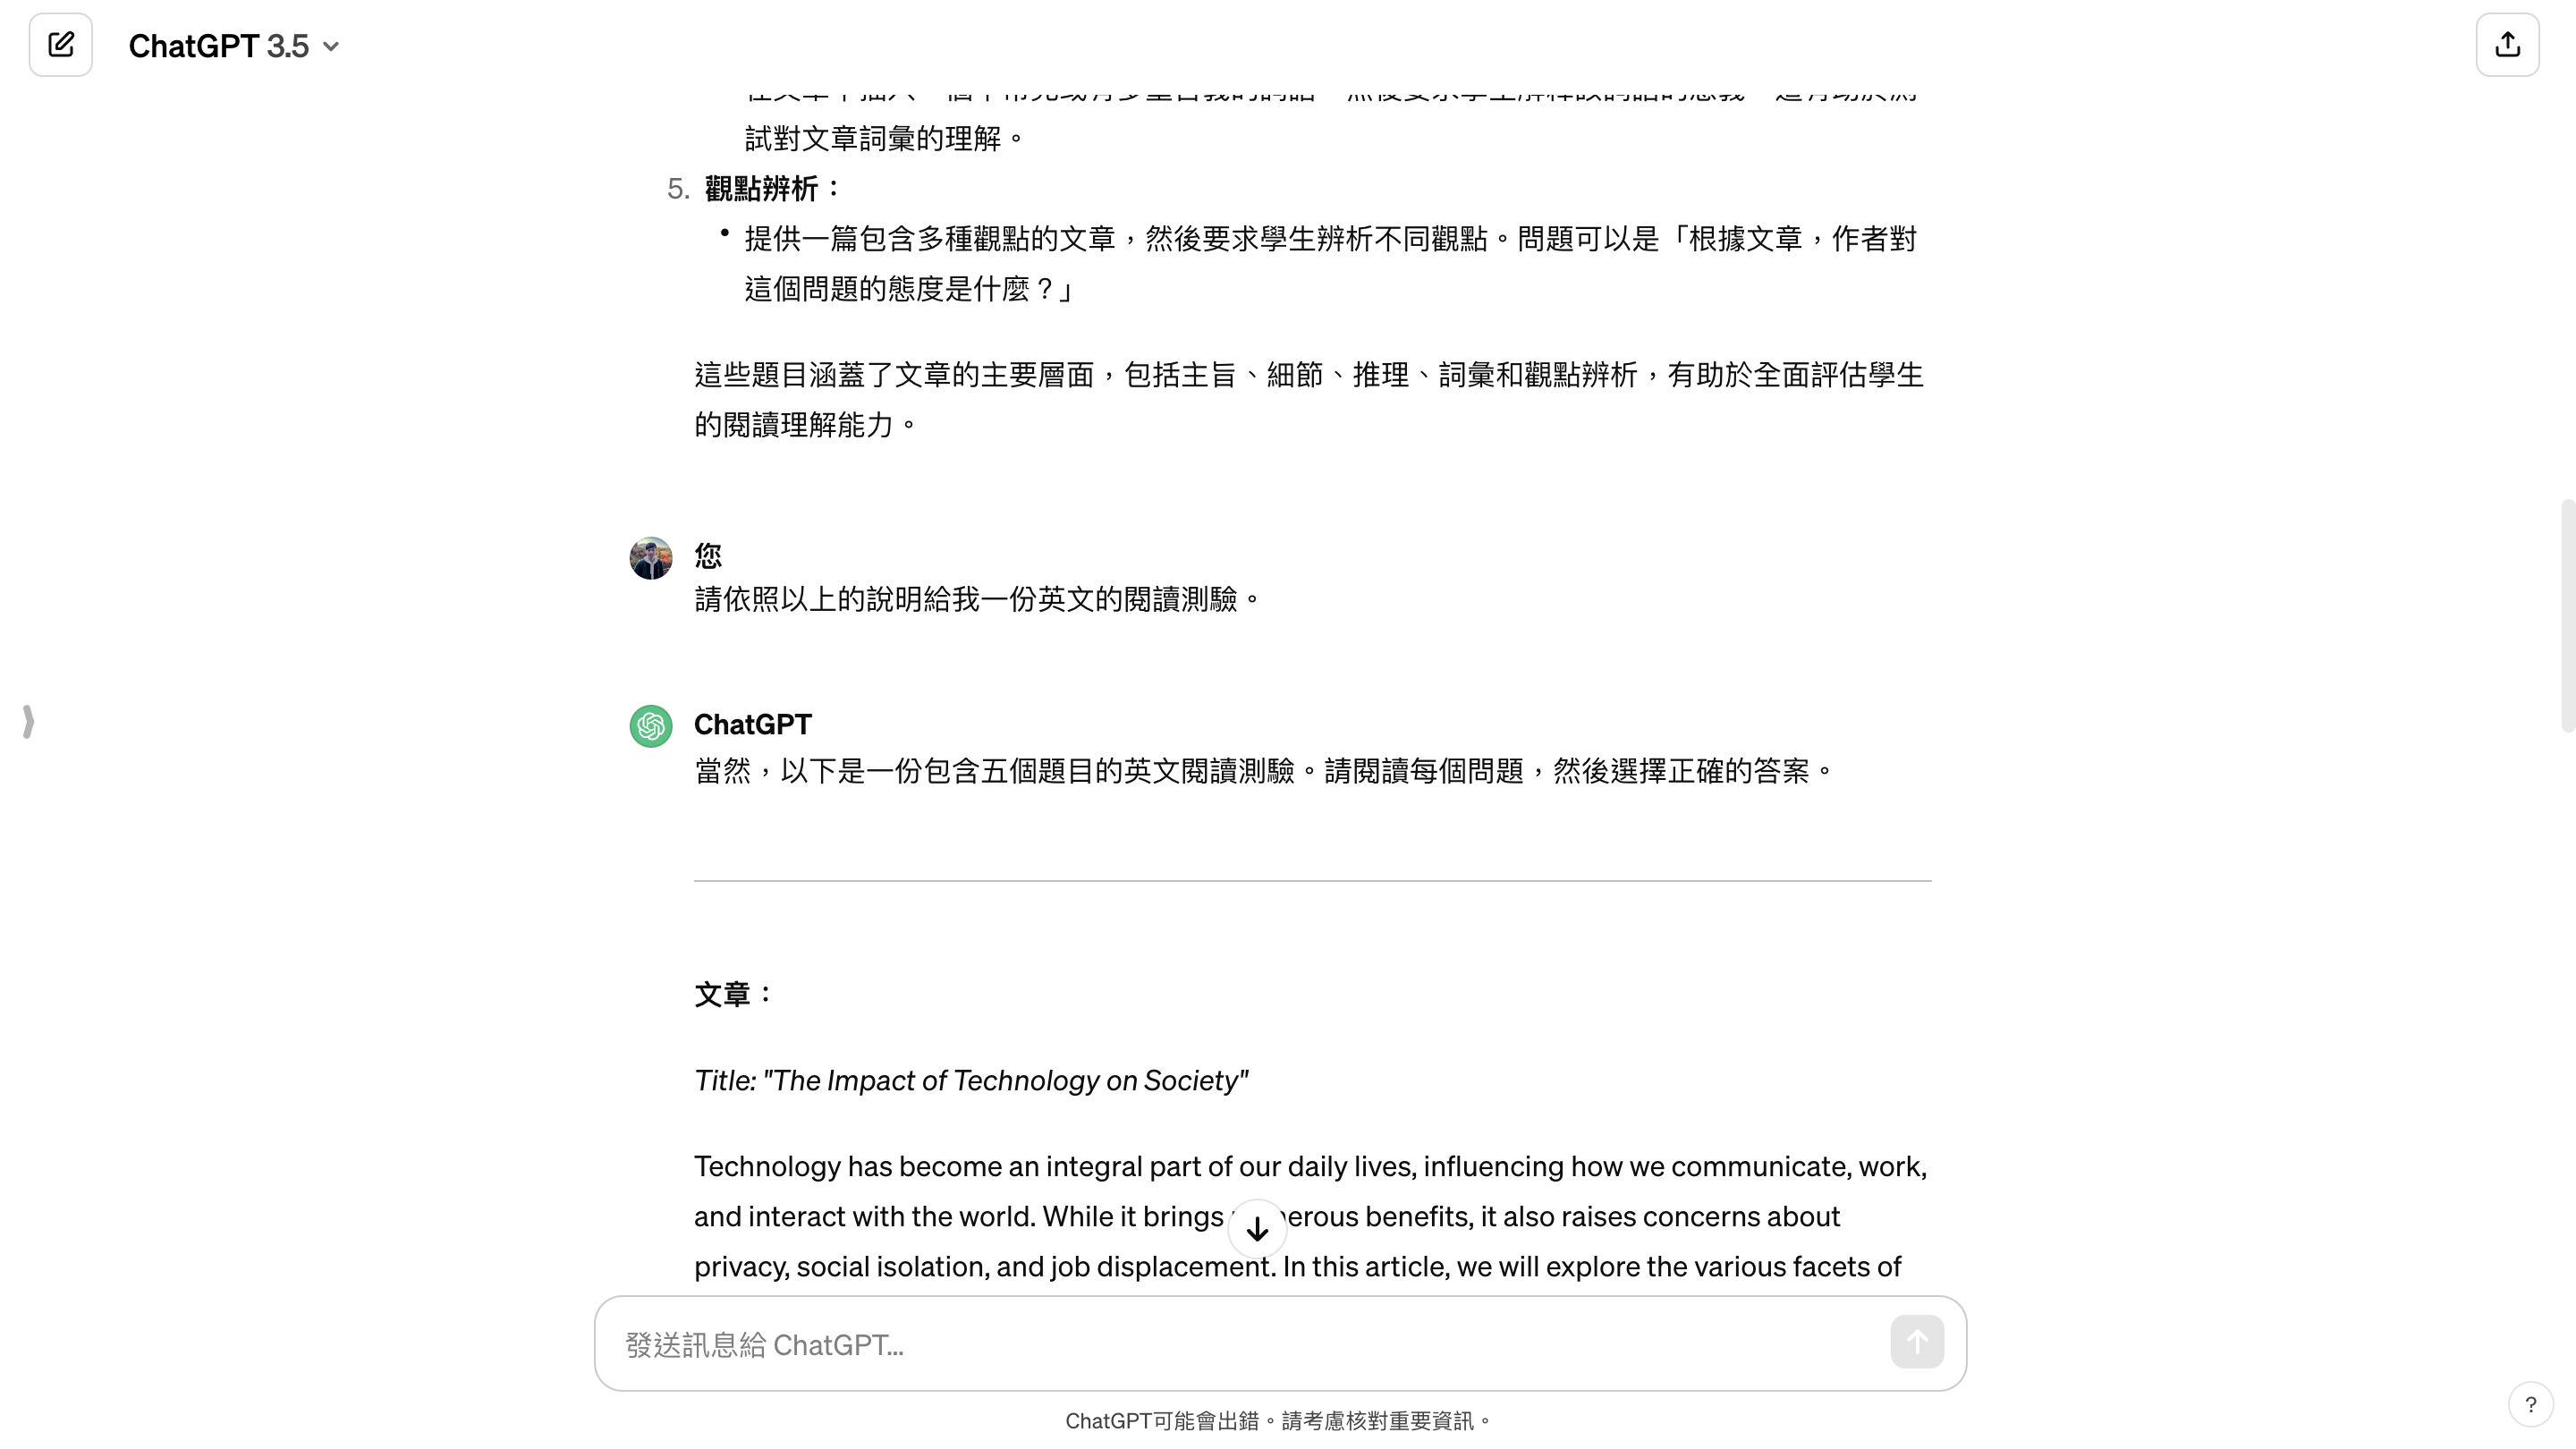 ChatGPT 3.5
試對文章詞彙的理解。
5. 觀點辨析：
• 提供一篇包含多種觀點的文章，然後要求學生辨析不同觀點。問題可以是「根據文章，作者對
這個問題的態度是什麼？」
這些題目涵蓋了文章的主要層面，包括主旨、細節、推理、詞彙和觀點辨析，有助於全面評估學生
的閱讀理解能力。
您
請依照以上的說明給我一份英文的閱讀測驗。
ChatGPT
當然，以下是一份包含五個題目的英文閱讀測驗。請閱讀每個問題，然後選擇正確的答案。
文章：
Title: "The Impact of Technology on Society"
Technology has become an integral part of our daily lives, influencing how we communicate, work,
and interact with the world. While it brings benefits, it also raises concerns about
privacy, social isolation, and job displacement. In this article, we will explore the various facets of
發送訊息給 ChatGPT...
ChatGPT可能會出錯。請考慮核對重要資訊。
?